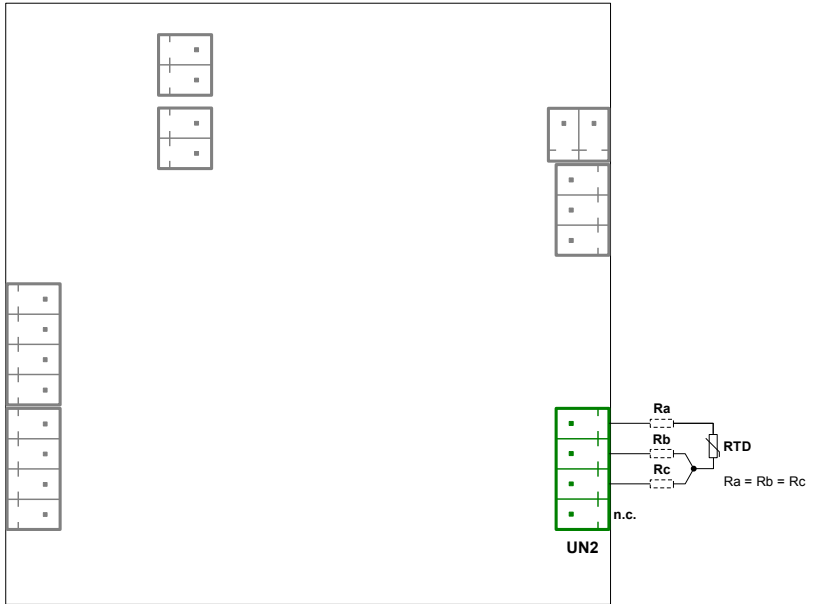 Ra
Rb
RTD
Rc
Ra = Rb = Rc
n.c.
UN2